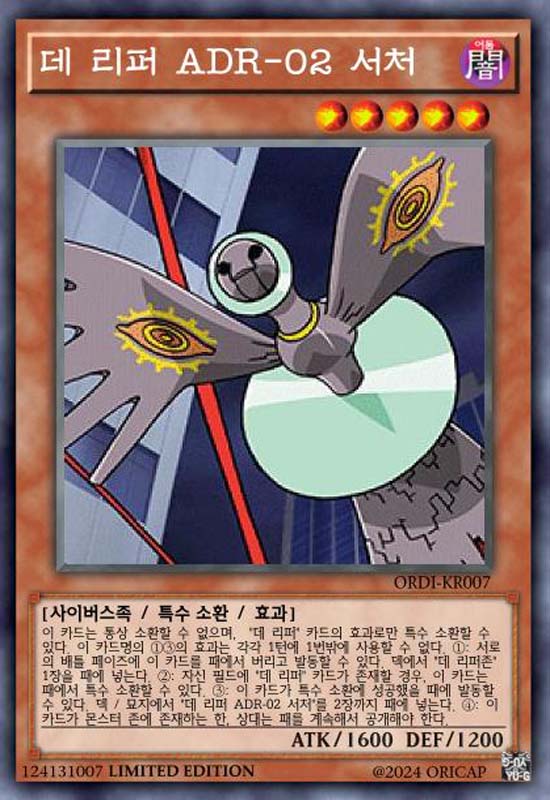 데 리퍼 ADR-02 서처
어둠
闇
ORDI-KR007
[사이버스족 / 특수 소환 / 효과]
이 카드는 통상 소환할 수 없으며, "데 리퍼" 카드의 효과로만 특수 소환할 수
있다. 이 카드명의 ①③의 효과는 각각 1턴에 1번밖에 사용할 수 없다. ①: 서로
의 배틀 페이즈에 이 카드를 패에서 버리고 발동할 수 있다. 덱에서 "데 리퍼존"
1장을 패에 넣는다. ②: 자신 필드에 "데 리퍼" 카드가 존재할 경우, 이 카드는
패에서 특수 소환할 수 있다. ③: 이 카드가 특수 소환에 성공했을 때에 발동할
수 있다. 덱 / 묘지에서 "데 리퍼 ADR-02 서처"를 2장까지 패에 넣는다. ④: 이
카드가 몬스터 존에 존재하는 한, 상대는 패를 계속해서 공개해야 한다.
ATK/1600 DEF/1200
124131007 LIMITED EDITION
©2024 ORICAP